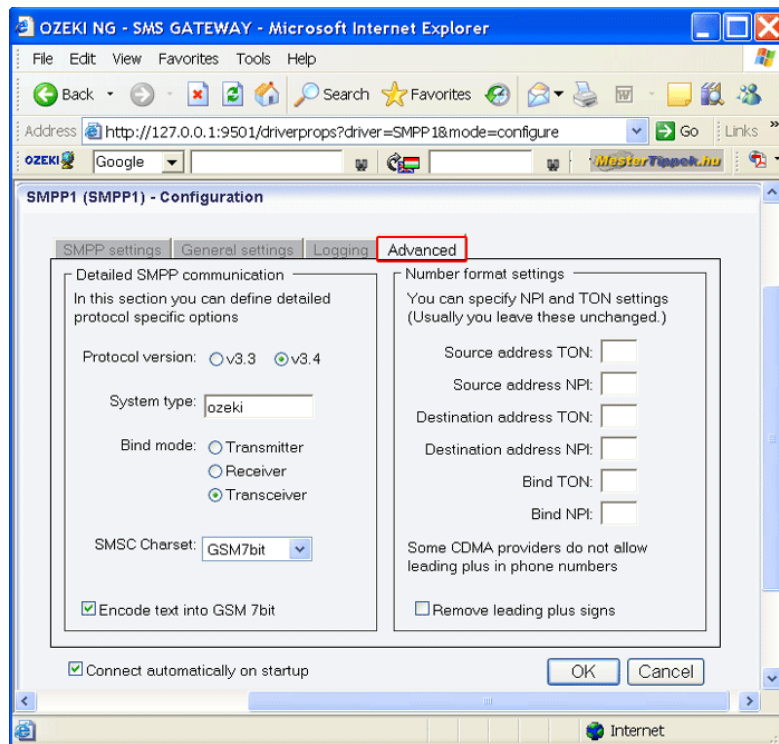 OZEKI NG - SMS GATEWAY - Microsoft Internet Explorer
File Edit View Favorites Tools Help
Back Search Favorites
Address http://127.0.0.1:9501/driverprops?driver=SMPP1&mode=configure Go Links »
OZEKI Google MesterTippek.hu
SMPP1 (SMPP1) - Configuration
SMPP settings General settings Logging Advanced
Detailed SMPP communication
In this section you can define detailed
protocol specific options
Protocol version: v3.3 v3.4
System type: ozeki
Bind mode: Transmitter
Receiver
Transceiver
SMSC Charset: GSM7bit
Encode text into GSM 7bit
Number format settings
You can specify NPI and TON settings
(Usually you leave these unchanged.)
Source address TON:
Source address NPI:
Destination address TON:
Destination address NPI:
Bind TON:
Bind NPI:
Some CDMA providers do not allow
leading plus in phone numbers
Remove leading plus signs
Connect automatically on startup
OK Cancel
Internet